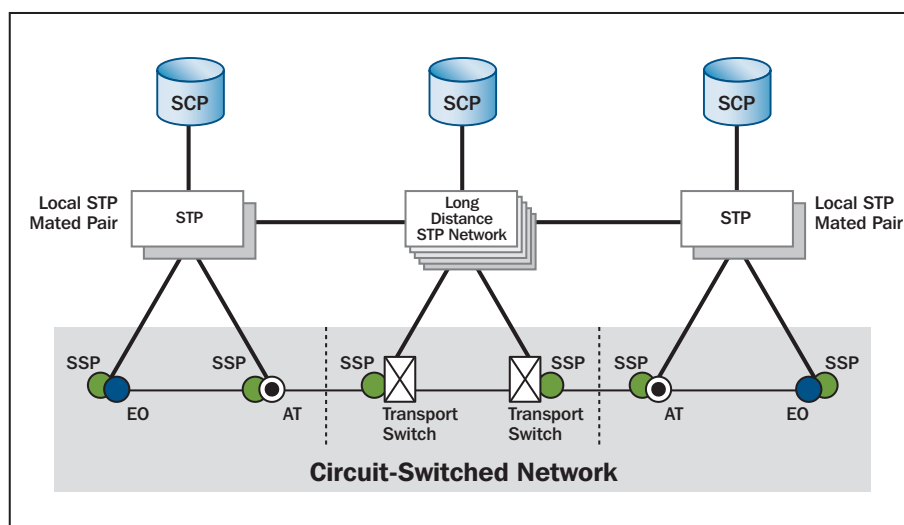 SCP
SCP
SCP
Local STP
Mated Pair
STP
Long
Distance
STP Network
STP
Local STP
Mated Pair
SSP
SSP
SSP
SSP
SSP
SSP
EO
AT
Transport
Switch
Transport
Switch
AT
EO
Circuit-Switched Network